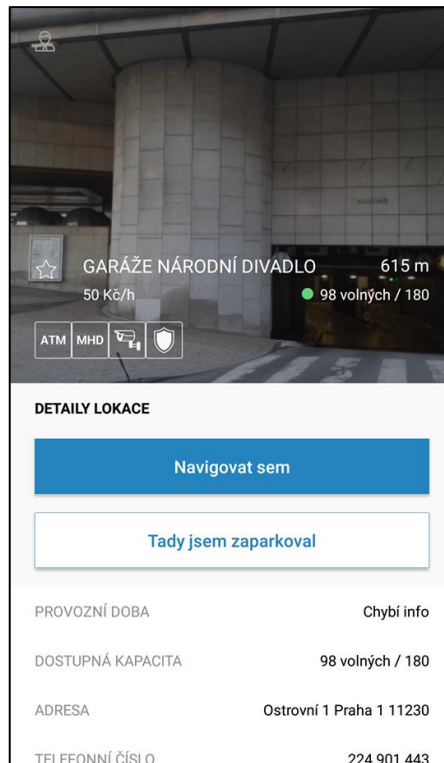 GARÁŽE NÁRODNÍ DIVADLO 615 m
50 Kč/h 98 volných / 180
ATM MHD
DETAILY LOKACE
Navigovat sem
Tady jsem zaparkoval
PROVOZNÍ DOBA Chybí info
DOSTUPNÁ KAPACITA 98 volných / 180
ADRESA Ostrovní 1 Praha 1 11230
TELEFONNÍ ČÍSLO 224 901 443